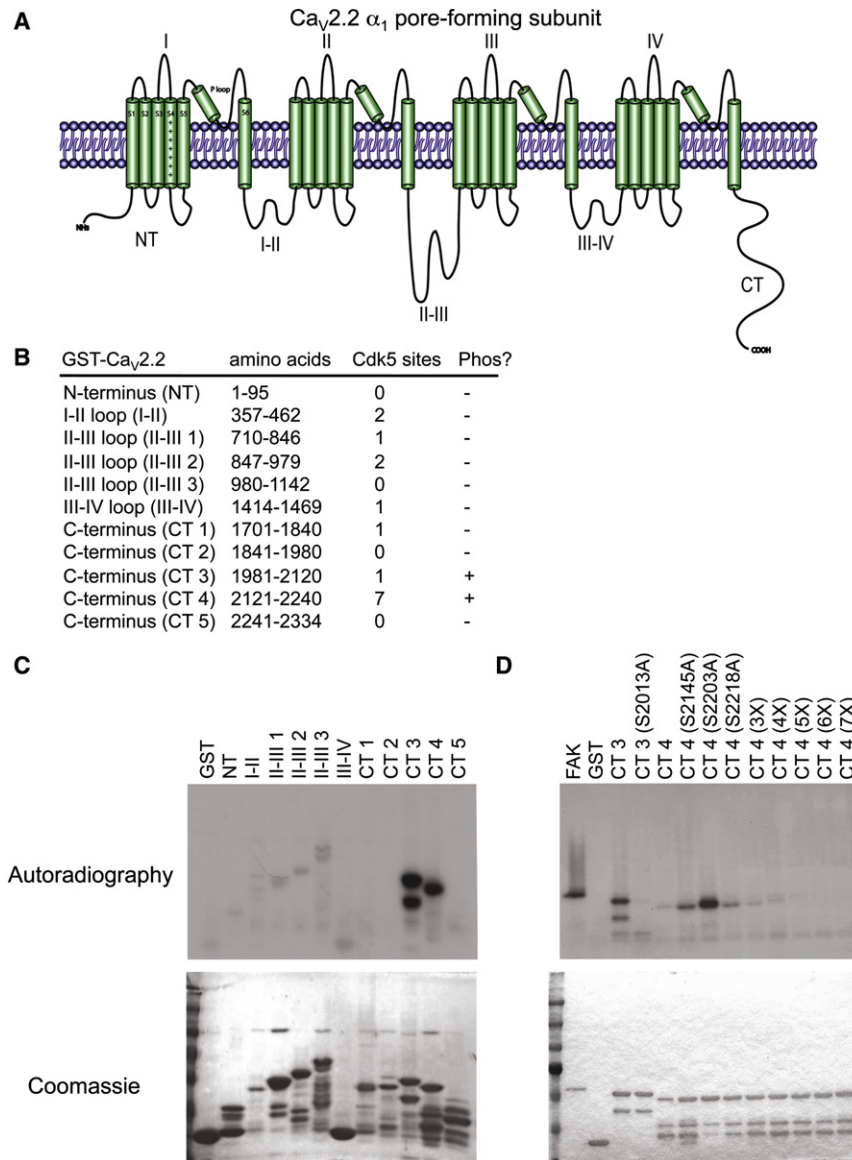 A
CaV2.2 α1 pore-forming subunit
I II III IV
P loop
S1 S2 S3 S4 S5 S6
+ + + + + + + +
NH₂
NT I-II II-III III-IV CT
COOH
B
GST-CaV2.2 amino acids Cdk5 sites Phos?
N-terminus (NT) 1-95 0 -
I-II loop (I-II) 357-462 2 -
II-III loop (II-III 1) 710-846 1 -
II-III loop (II-III 2) 847-979 2 -
II-III loop (II-III 3) 980-1142 0 -
III-IV loop (III-IV) 1414-1469 1 -
C-terminus (CT 1) 1701-1840 1 -
C-terminus (CT 2) 1841-1980 0 -
C-terminus (CT 3) 1981-2120 1 +
C-terminus (CT 4) 2121-2240 7 +
C-terminus (CT 5) 2241-2334 0 -
C
GST
NT
I-II
II-III 1
II-III 2
II-III 3
III-IV
CT 1
CT 2
CT 3
CT 4
CT 5
D
FAK
GST
CT 3
CT 3 (S2013A)
CT 4
CT 4 (S2145A)
CT 4 (S2203A)
CT 4 (S2218A)
CT 4 (3X)
CT 4 (4X)
CT 4 (5X)
CT 4 (6X)
CT 4 (7X)
Autoradiography
Coomassie